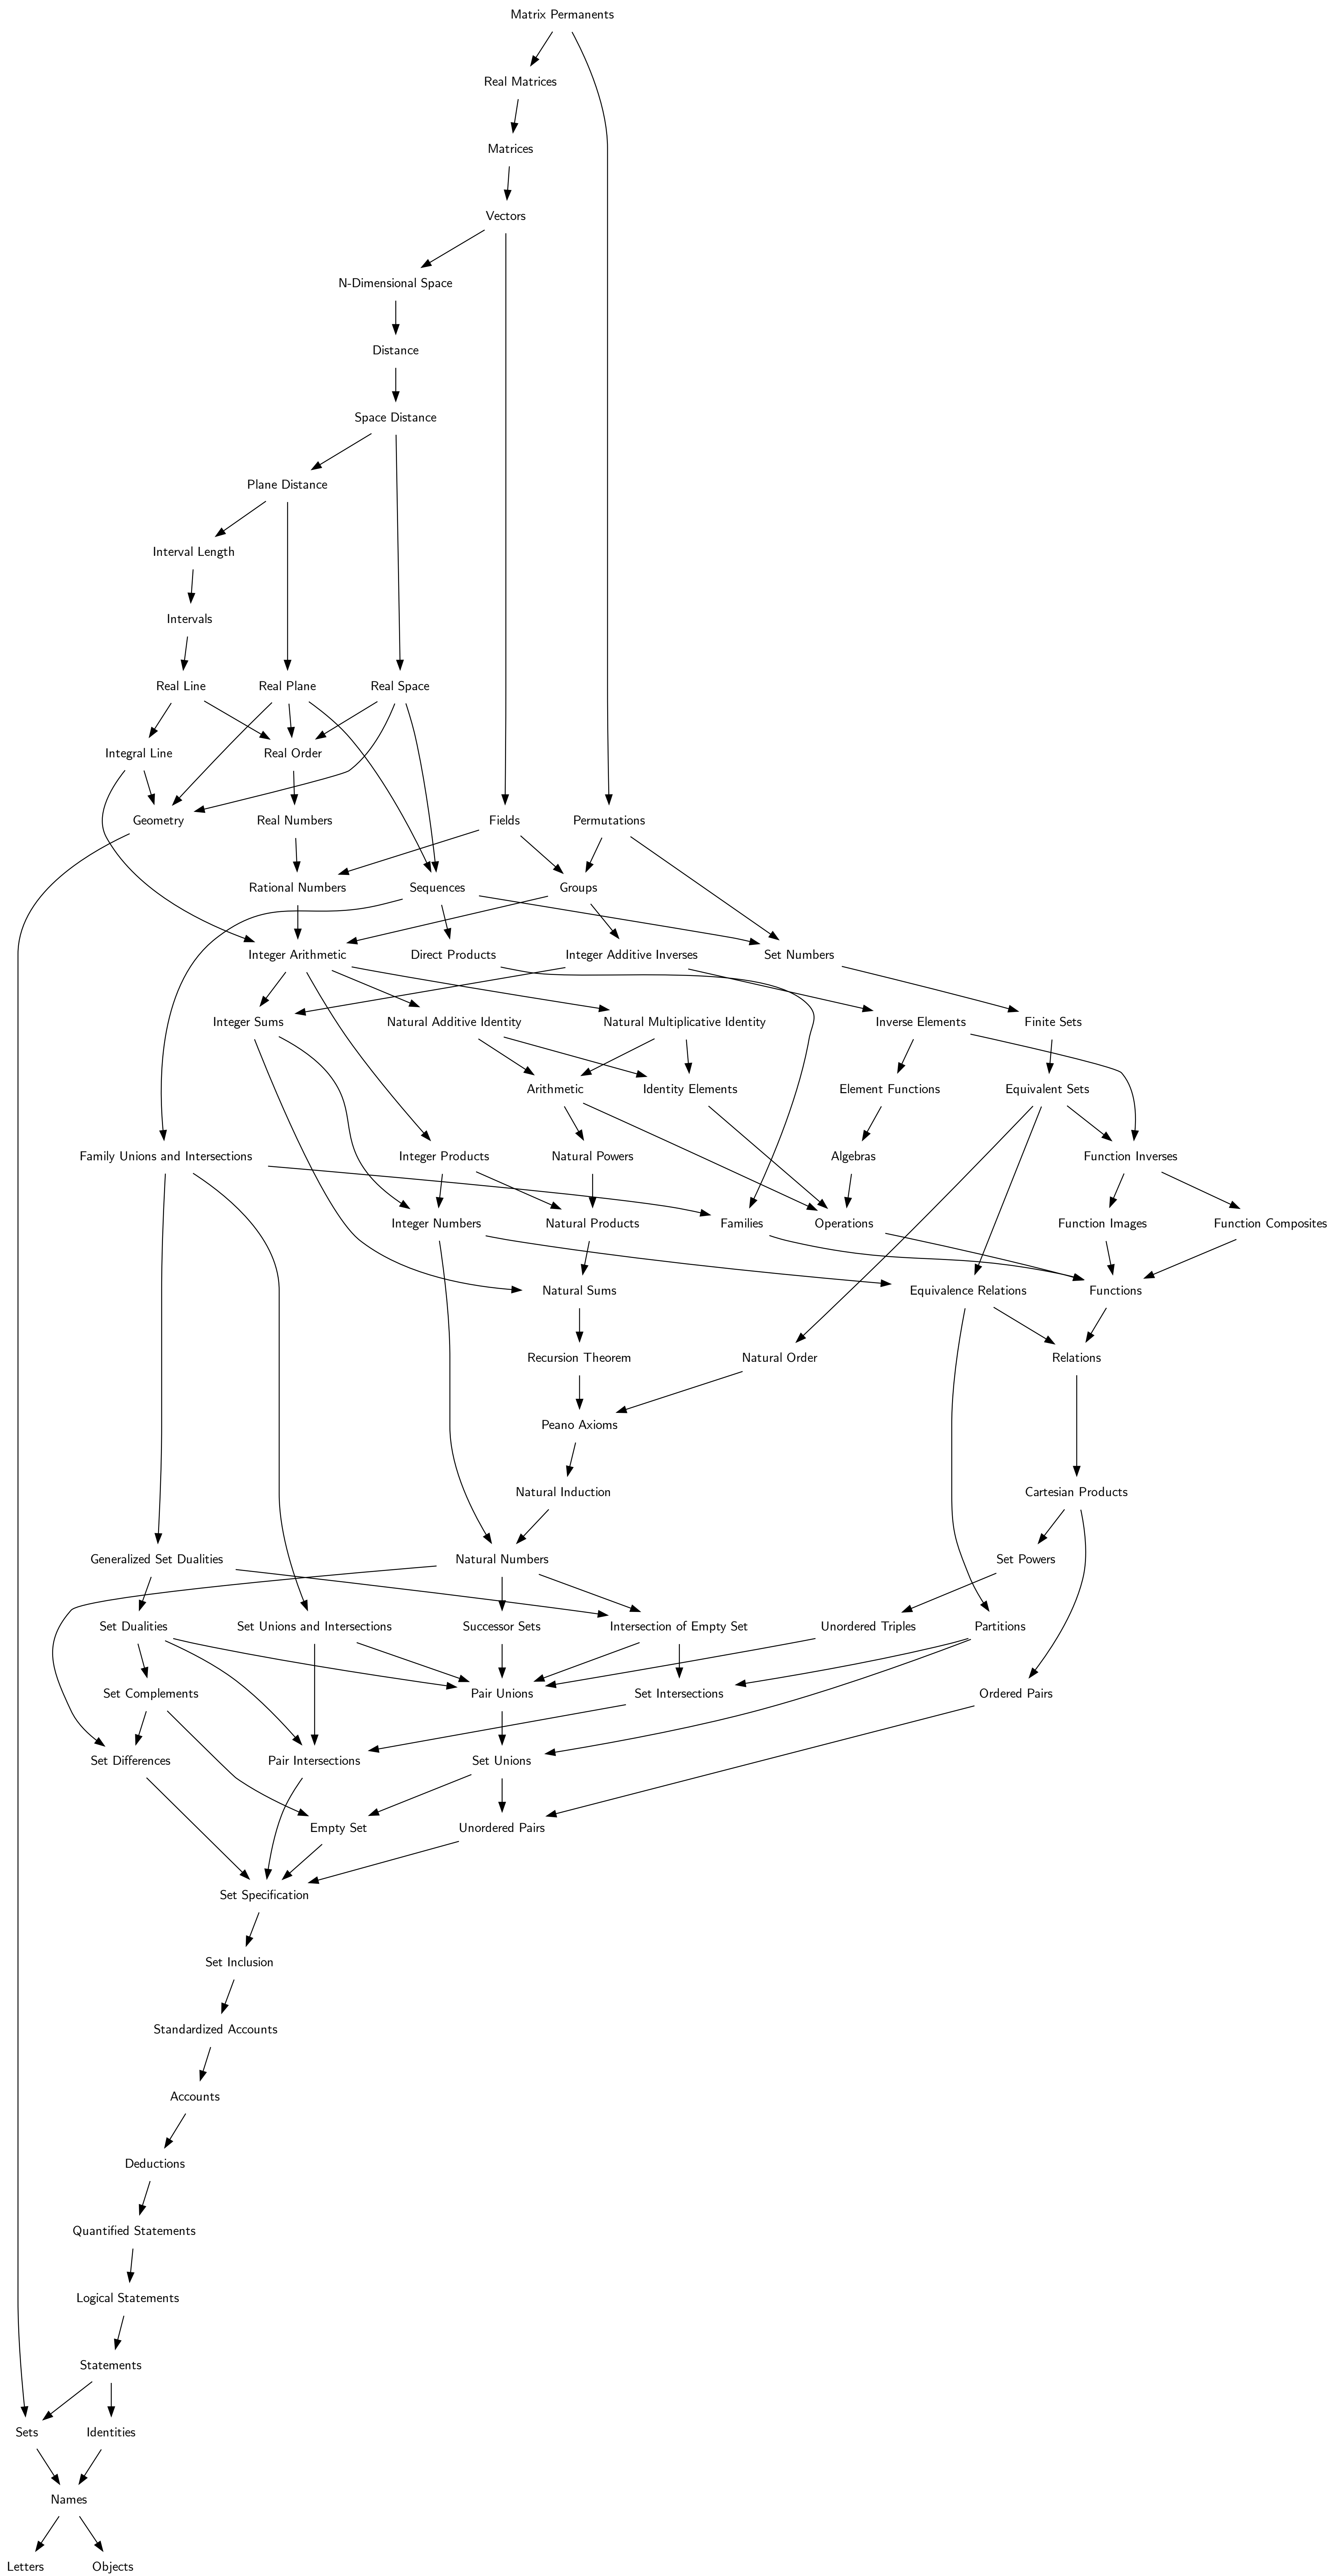 Matrix Permanents
Real Matrices
Matrices
Vectors
N-Dimensional Space
Distance
Space Distance
Plane Distance
Interval Length
Intervals
Real Line
Real Plane
Real Space
Integral Line
Real Order
Geometry
Real Numbers
Fields
Permutations
Rational Numbers
Sequences
Groups
Integer Arithmetic
Direct Products
Integer Additive Inverses
Set Numbers
Integer Sums
Natural Additive Identity
Natural Multiplicative Identity
Inverse Elements
Finite Sets
Arithmetic
Identity Elements
Element Functions
Equivalent Sets
Family Unions and Intersections
Integer Products
Natural Powers
Algebras
Function Inverses
Integer Numbers
Natural Products
Families
Operations
Function Images
Function Composites
Natural Sums
Equivalence Relations
Functions
Recursion Theorem
Natural Order
Relations
Peano Axioms
Natural Induction
Cartesian Products
Generalized Set Dualities
Natural Numbers
Set Powers
Set Dualities
Set Unions and Intersections
Successor Sets
Intersection of Empty Set
Unordered Triples
Partitions
Set Complements
Pair Unions
Set Intersections
Ordered Pairs
Set Differences
Pair Intersections
Set Unions
Empty Set
Unordered Pairs
Set Specification
Set Inclusion
Standardized Accounts
Accounts
Deductions
Quantified Statements
Logical Statements
Statements
Sets
Identities
Names
Letters
Objects